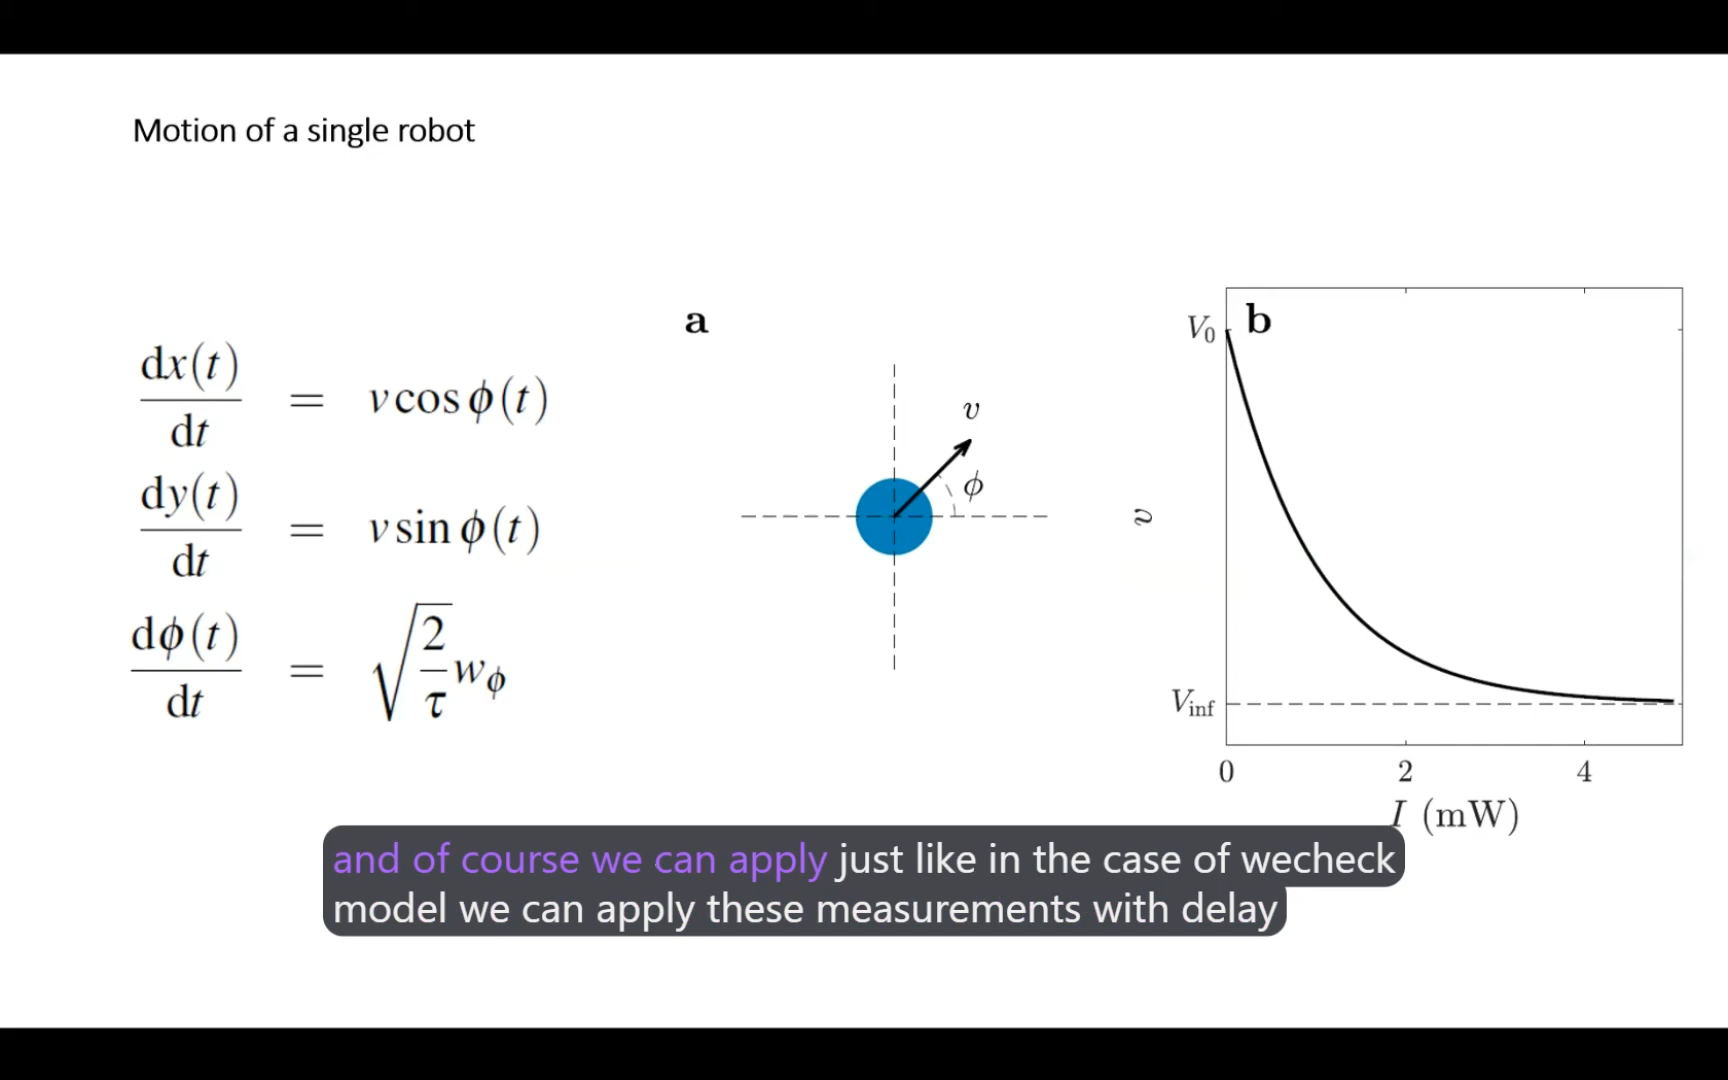 Motion of a single robot
dx(t)/dt = v cos ϕ(t)
dy(t)/dt = v sin ϕ(t)
dϕ(t)/dt = √(2/τ) w_ϕ
a
v
ϕ
b
V₀
v
V_inf
0 2 4
I (mW)
and of course we can apply just like in the case of wecheck
model we can apply these measurements with delay